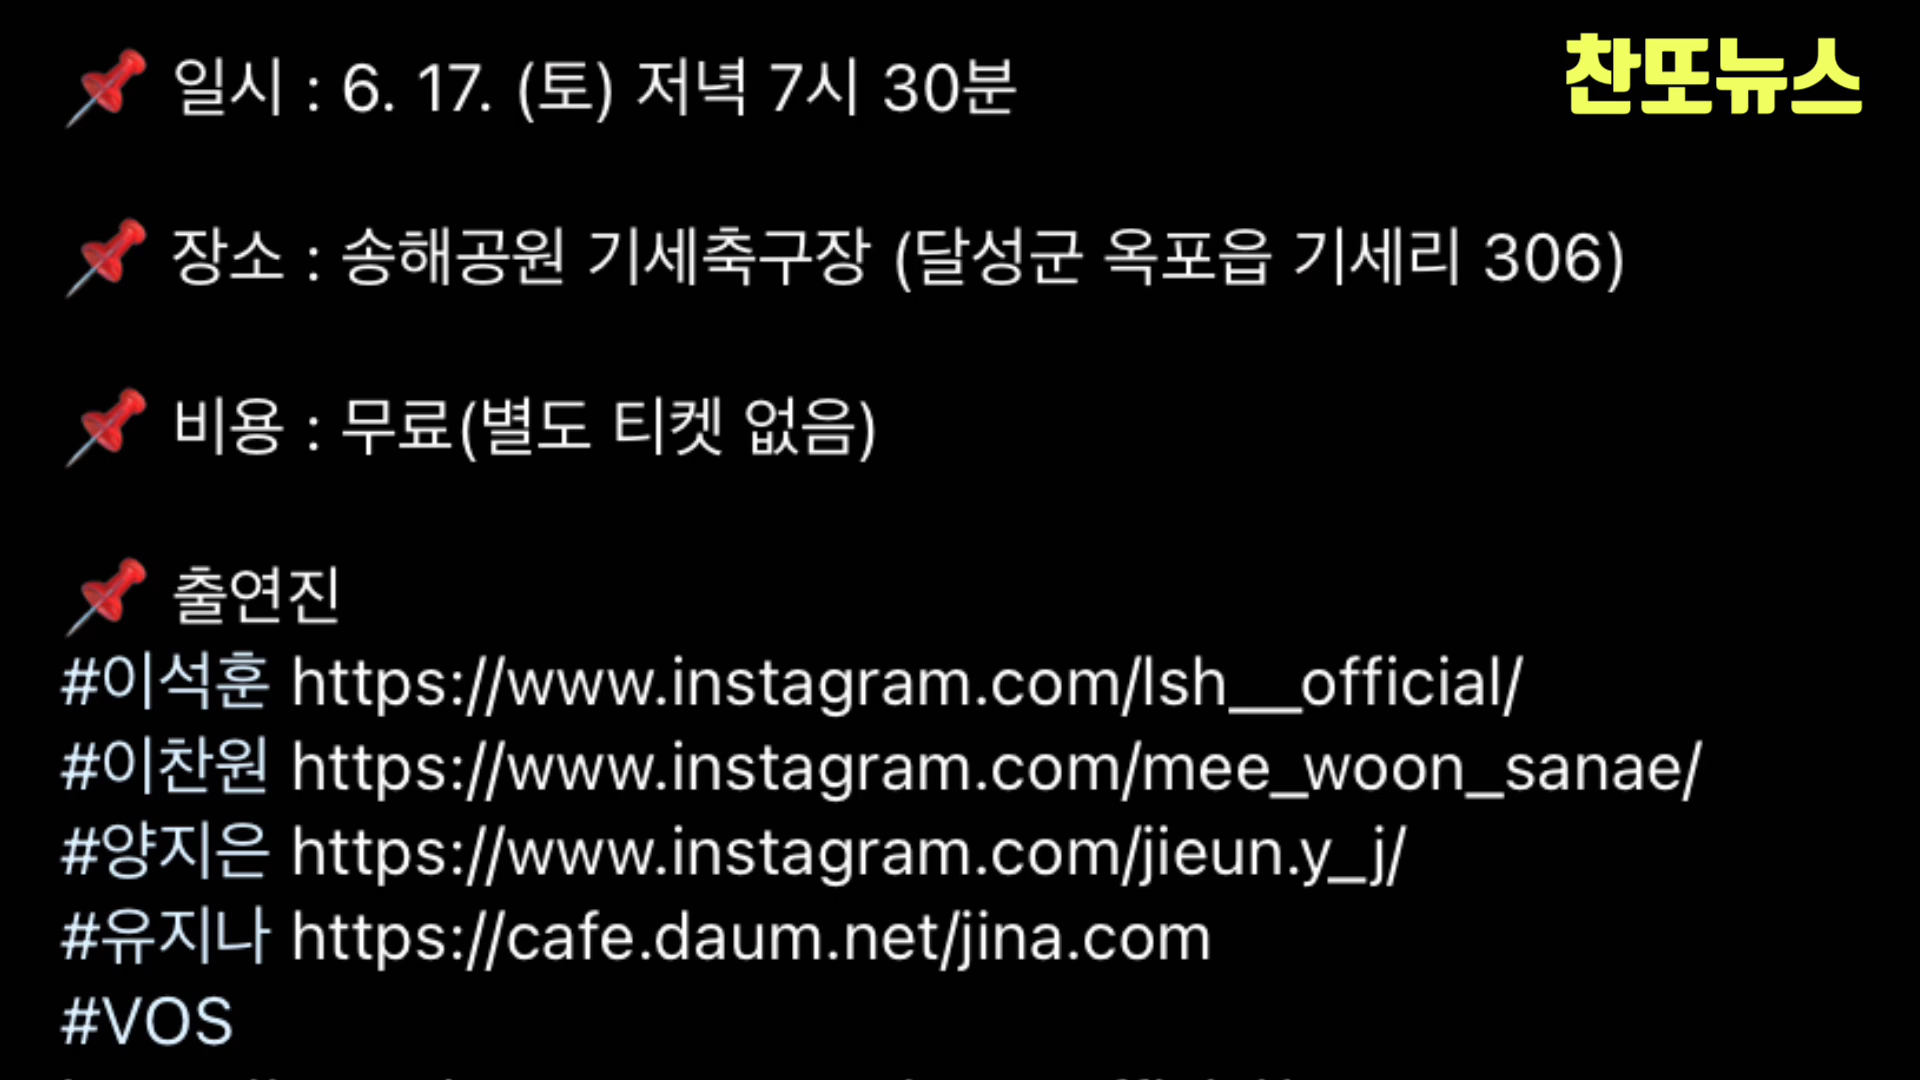 📌 일시 : 6. 17. (토) 저녁 7시 30분
찬또뉴스
📌 장소 : 송해공원 기세축구장 (달성군 옥포읍 기세리 306)
📌 비용 : 무료(별도 티켓 없음)
📌 출연진
#이석훈 https://www.instagram.com/lsh__official/
#이찬원 https://www.instagram.com/mee_woon_sanae/
#양지은 https://www.instagram.com/jieun.y_j/
#유지나 https://cafe.daum.net/jina.com
#VOS